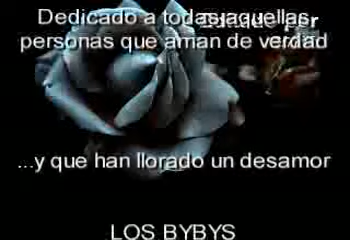 Dedicado a todas aquellas
personas que aman de verdad
...y que han llorado un desamor
LOS BYBYS